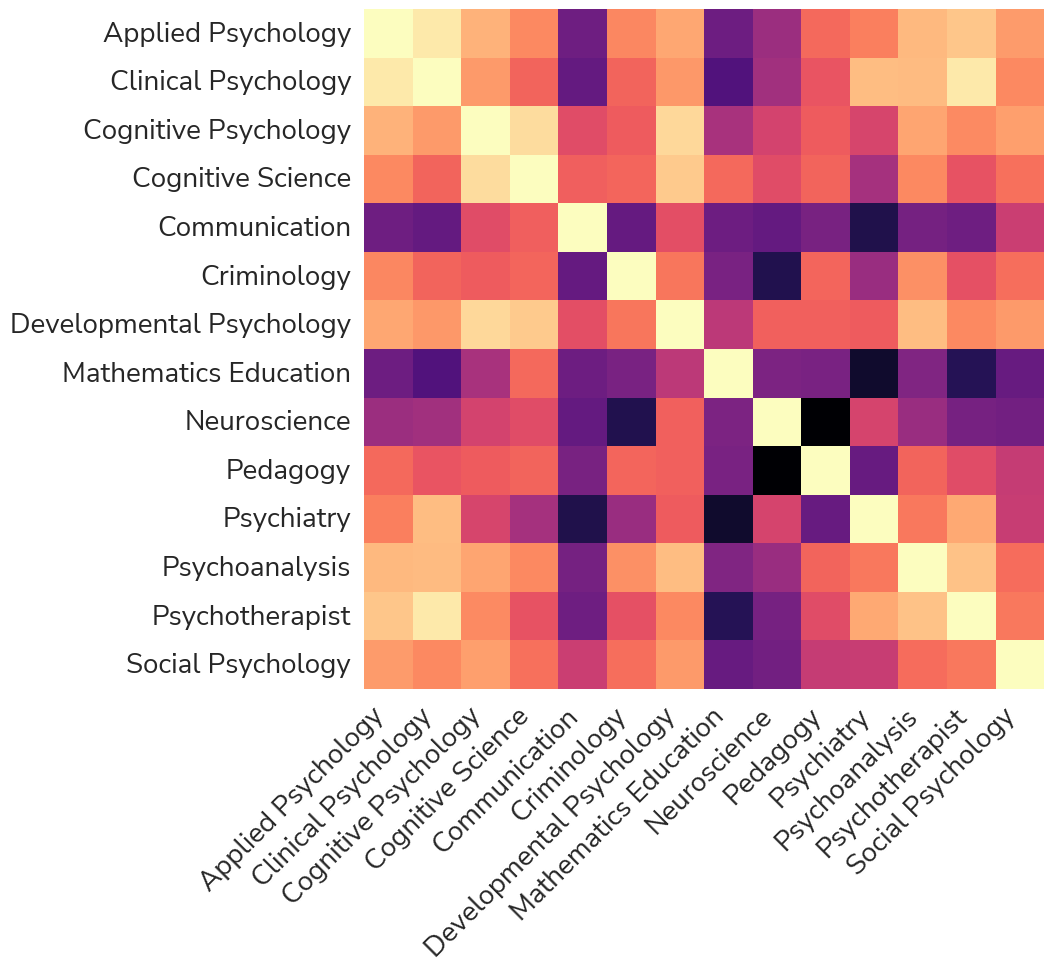 Applied Psychology
Clinical Psychology
Cognitive Psychology
Cognitive Science
Communication
Criminology
Developmental Psychology
Mathematics Education
Neuroscience
Pedagogy
Psychiatry
Psychoanalysis
Psychotherapist
Social Psychology
Applied Psychology
Clinical Psychology
Cognitive Psychology
Cognitive Science
Communication
Criminology
Developmental Psychology
Mathematics Education
Neuroscience
Pedagogy
Psychiatry
Psychoanalysis
Psychotherapist
Social Psychology